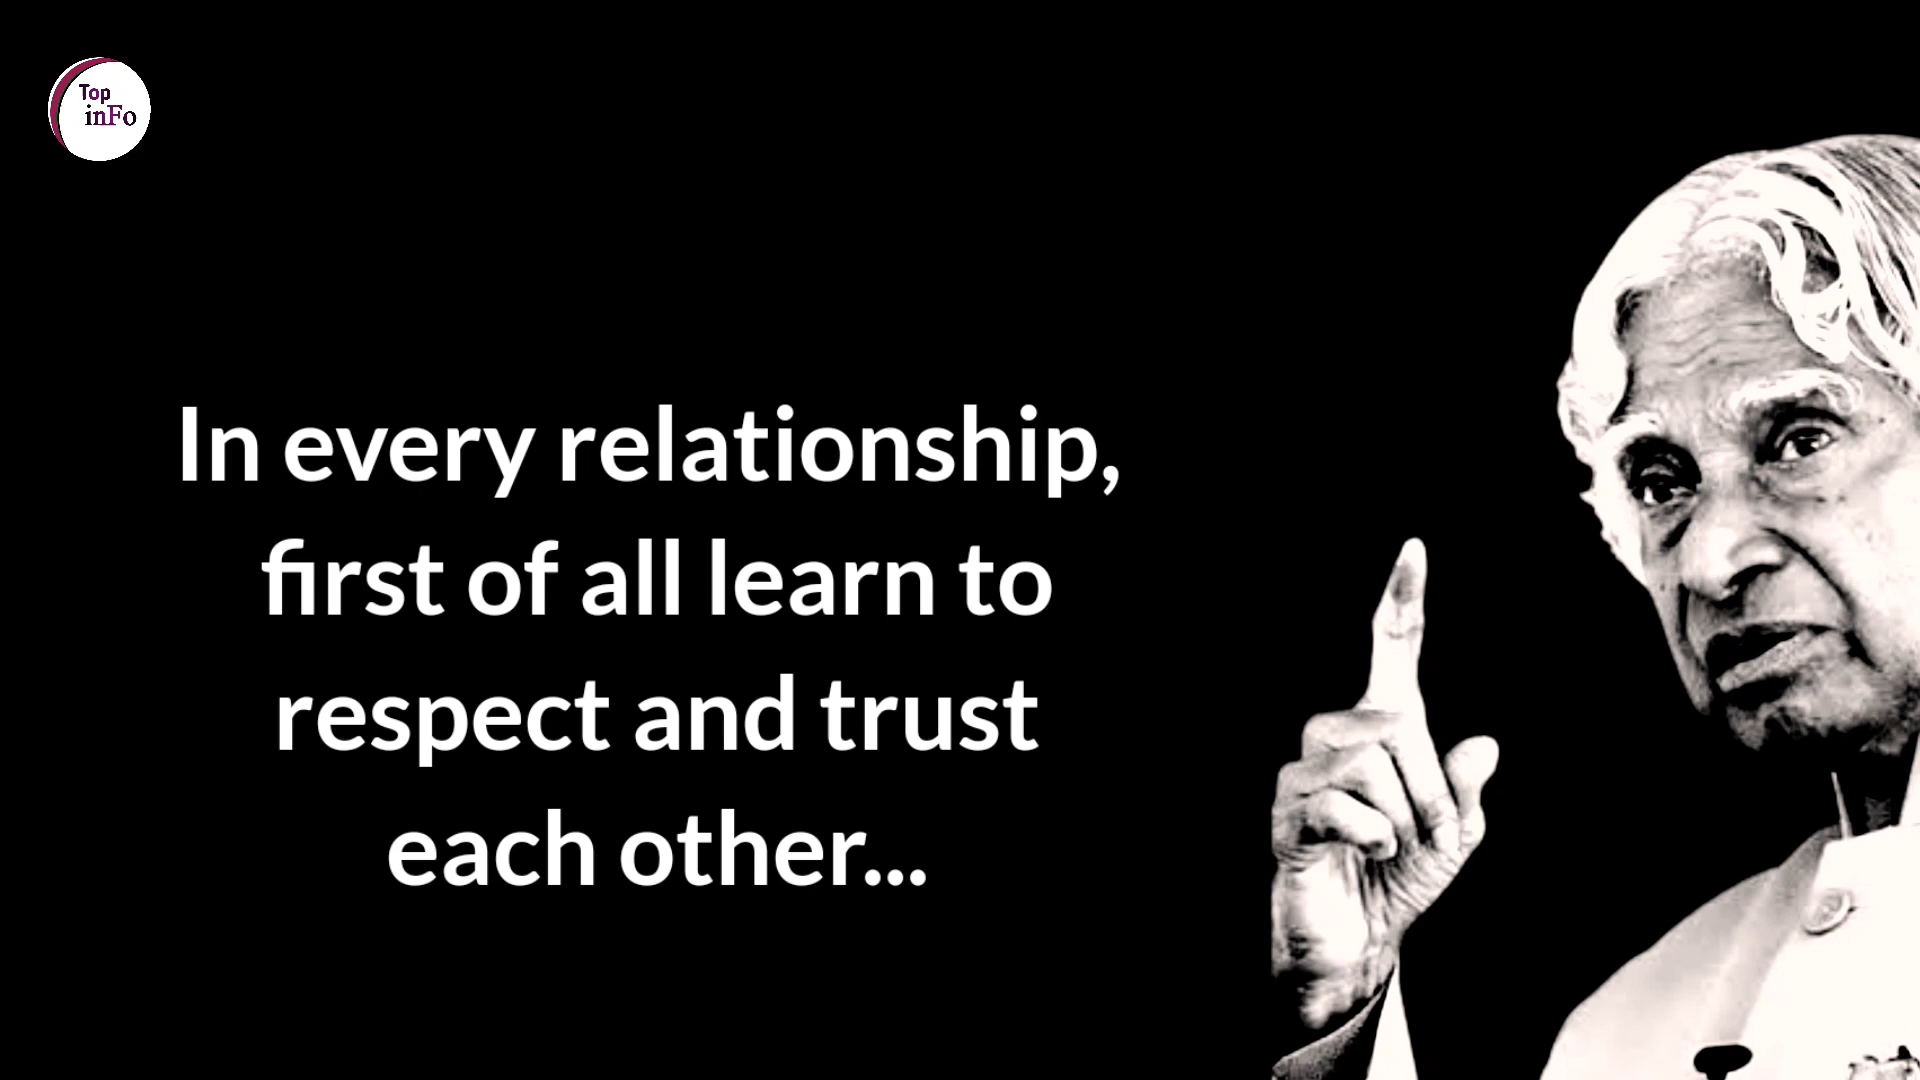 Top
inFo
In every relationship,
first of all learn to
respect and trust
each other...